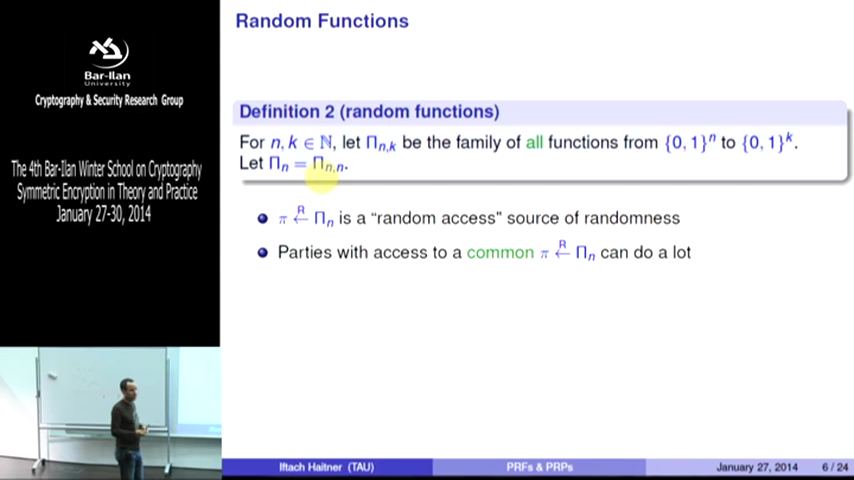 Random Functions
Bar-Ilan
University
Cryptography & Security Research Group
Definition 2 (random functions)
For n, k ∈ ℕ, let Π_{n,k} be the family of all functions from {0, 1}^n to {0, 1}^k.
Let Π_n = Π_{n,n}.
The 4th Bar-Ilan Winter School on Cryptography
Symmetric Encryption in Theory and Practice
January 27-30, 2014
π ←^R Π_n is a "random access" source of randomness
Parties with access to a common π ←^R Π_n can do a lot
Iftach Haitner (TAU) PRFs & PRPs January 27, 2014 6 / 24